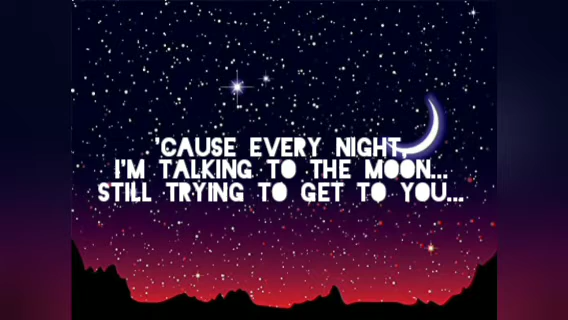 'CAUSE EVERY NIGHT,
I'M TALKING TO THE MOON...
STILL TRYING TO GET TO YOU...